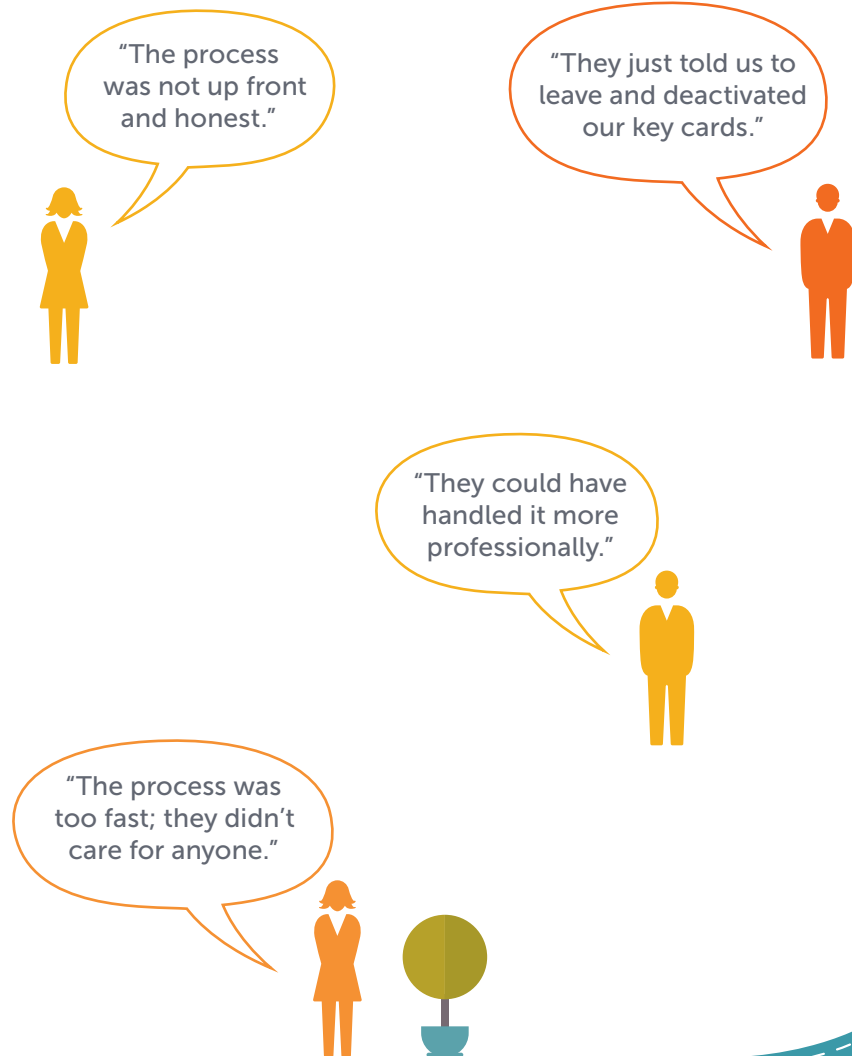 “The process
was not up front
and honest.”
“They just told us to
leave and deactivated
our key cards.”
“They could have
handled it more
professionally.”
“The process was
too fast; they didn’t
care for anyone.”